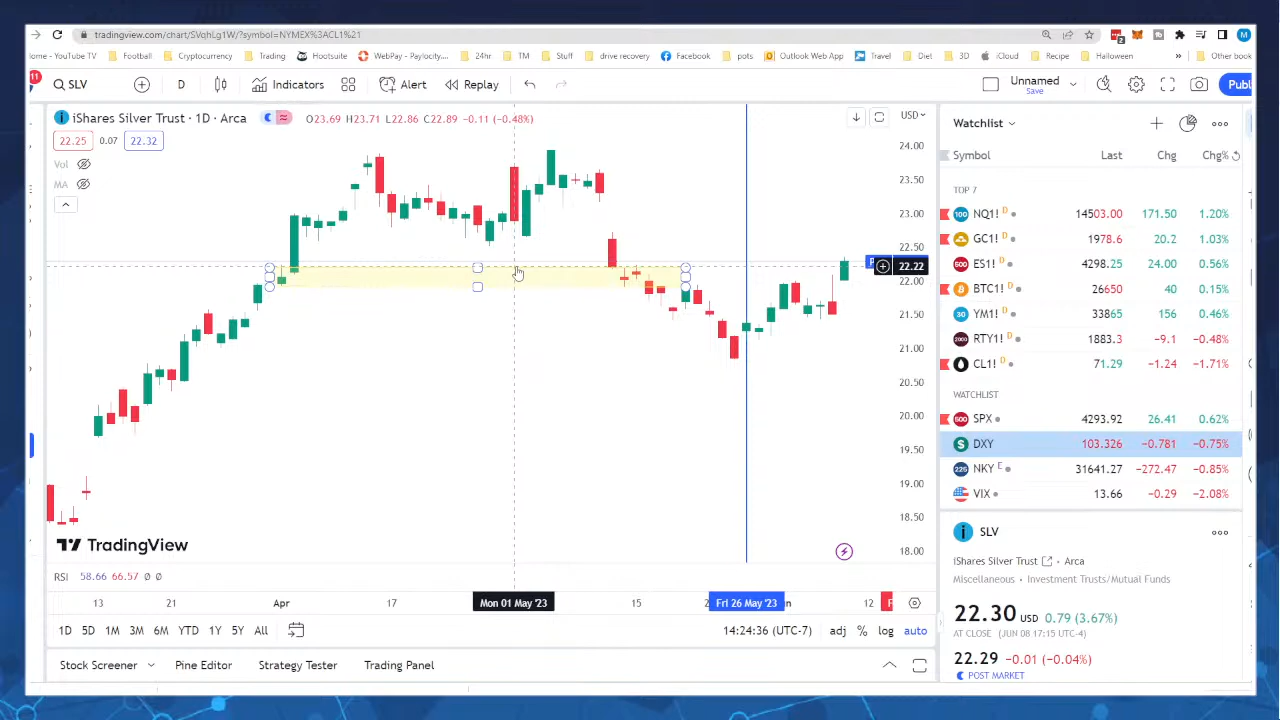 tradingview.com/chart/SVqhLg1W/?symbol=NYMEX%3ACL1%21
2
M
Home - YouTube TV
Football
Cryptocurrency
Trading
Hootsuite
WebPay - Paymentcity....
24hr
TM
Stuff
drive recovery
Facebook
pots
Outlook Web App
Travel
Diet
3D
iCloud
Recipe
Halloween
» Other book
11
SLV
D
Indicators
Alert
Replay
Unnamed
Save
Publ
iShares Silver Trust · 1D · Arca
O23.69 H23.71 L22.86 C22.89 -0.11 (-0.48%)
USD
22.25 0.07 22.32
Vol
MA
24.00
23.50
23.00
22.50
22.22
22.00
21.50
21.00
20.50
20.00
19.50
19.00
18.50
18.00
TradingView
RSI 58.66 66.57 Ø Ø
13 21 Apr 17 Mon 01 May '23 15 Fri 26 May '23 12
1D 5D 1M 3M 6M YTD 1Y 5Y All
14:24:36 (UTC-7) adj % log auto
Stock Screener
Pine Editor
Strategy Tester
Trading Panel
Watchlist
Symbol Last Chg Chg%
TOP 7
NQ1! D 14503.00 171.50 1.20%
GC1! D 1978.6 20.2 1.03%
ES1! D 4298.25 24.00 0.56%
BTC1! D 26650 40 0.15%
YM1! D 33865 156 0.46%
RTY1! D 1883.3 −9.1 −0.48%
CL1! D 71.29 −1.24 −1.71%
WATCHLIST
SPX 4293.92 26.41 0.62%
DXY 103.326 −0.781 −0.75%
NKY E 31641.27 −272.47 −0.85%
VIX 13.66 −0.29 −2.08%
SLV
iShares Silver Trust · Arca
Miscellaneous · Investment Trusts/Mutual Funds
22.30 USD 0.79 (3.67%)
AT CLOSE (JUN 08 17:15 UTC-4)
22.29 −0.01 (−0.04%)
POST MARKET